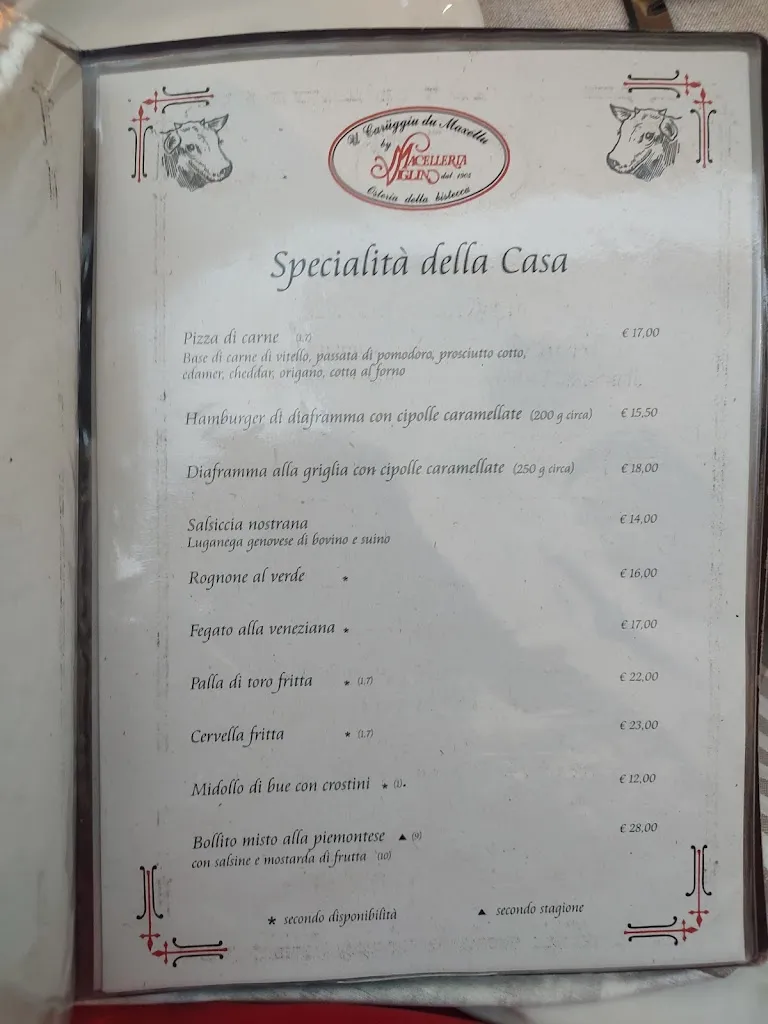 U Carüggiu du Maxellu
by MACELLERIA
VIGLINO dal 1902
Osteria della bistecca
Specialità della Casa
Pizza di carne (1,7) € 17,00
Base di carne di vitello, passata di pomodoro, prosciutto cotto,
edamer, cheddar, origano, cotta al forno
Hamburger di diaframma con cipolle caramellate (200 g circa) € 15,50
Diaframma alla griglia con cipolle caramellate (250 g circa) € 18,00
Salsiccia nostrana € 14,00
Luganega genovese di bovino e suino
Rognone al verde * € 16,00
Fegato alla veneziana * € 17,00
Palla di toro fritta * (1,7) € 22,00
Cervella fritta * (1,7) € 23,00
Midollo di bue con crostini * (1). € 12,00
Bollito misto alla piemontese ▲ (9) € 28,00
con salsine e mostarda di frutta (10)
* secondo disponibilità ▲ secondo stagione